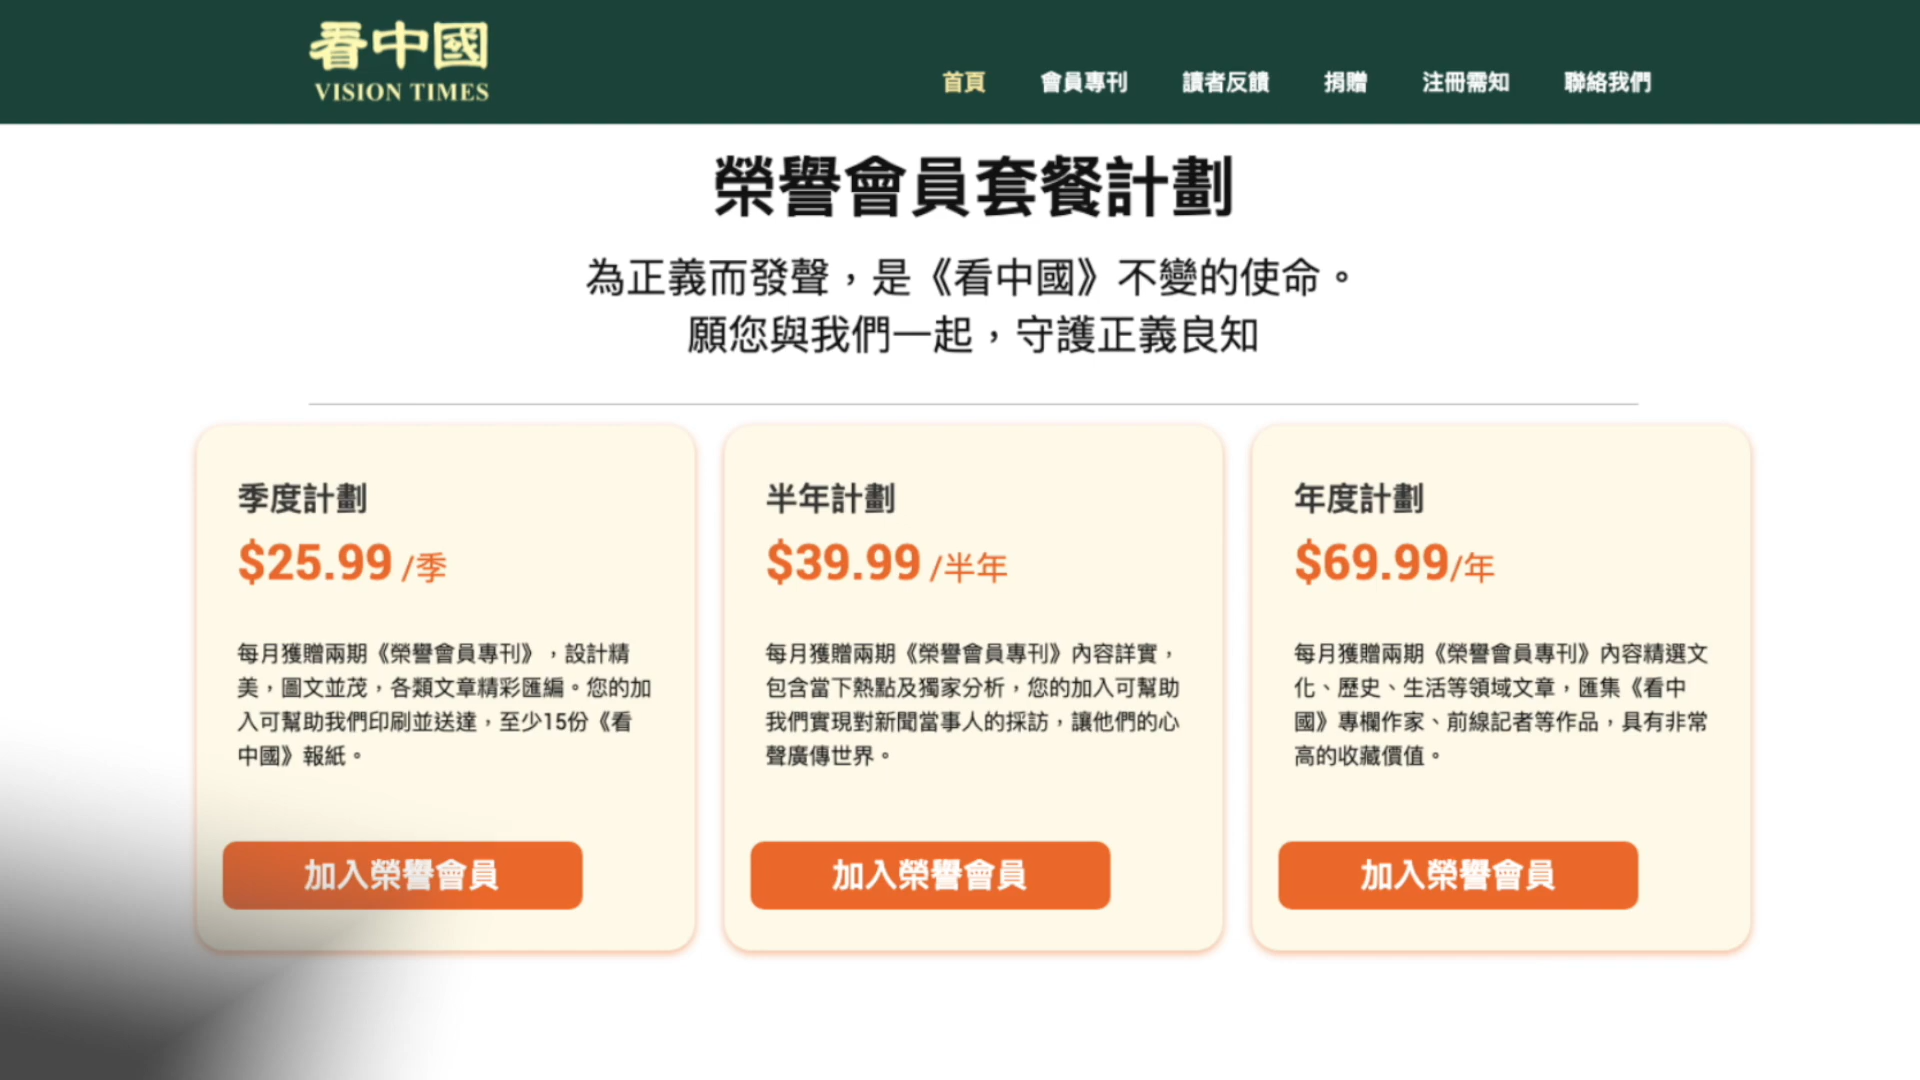 看中國
VISION TIMES
首頁 會員專刊 讀者反饋 捐贈 注冊需知 聯絡我們
榮譽會員套餐計劃
為正義而發聲，是《看中國》不變的使命。
願您與我們一起，守護正義良知
季度計劃
$25.99 /季
每月獲贈兩期《榮譽會員專刊》，設計精
美，圖文並茂，各類文章精彩匯編。您的加
入可幫助我們印刷並送達，至少15份《看
中國》報紙。
加入榮譽會員
半年計劃
$39.99 /半年
每月獲贈兩期《榮譽會員專刊》內容詳實，
包含當下熱點及獨家分析，您的加入可幫助
我們實現對新聞當事人的採訪，讓他們的心
聲廣傳世界。
加入榮譽會員
年度計劃
$69.99/年
每月獲贈兩期《榮譽會員專刊》內容精選文
化、歷史、生活等領域文章，匯集《看中
國》專欄作家、前線記者等作品，具有非常
高的收藏價值。
加入榮譽會員